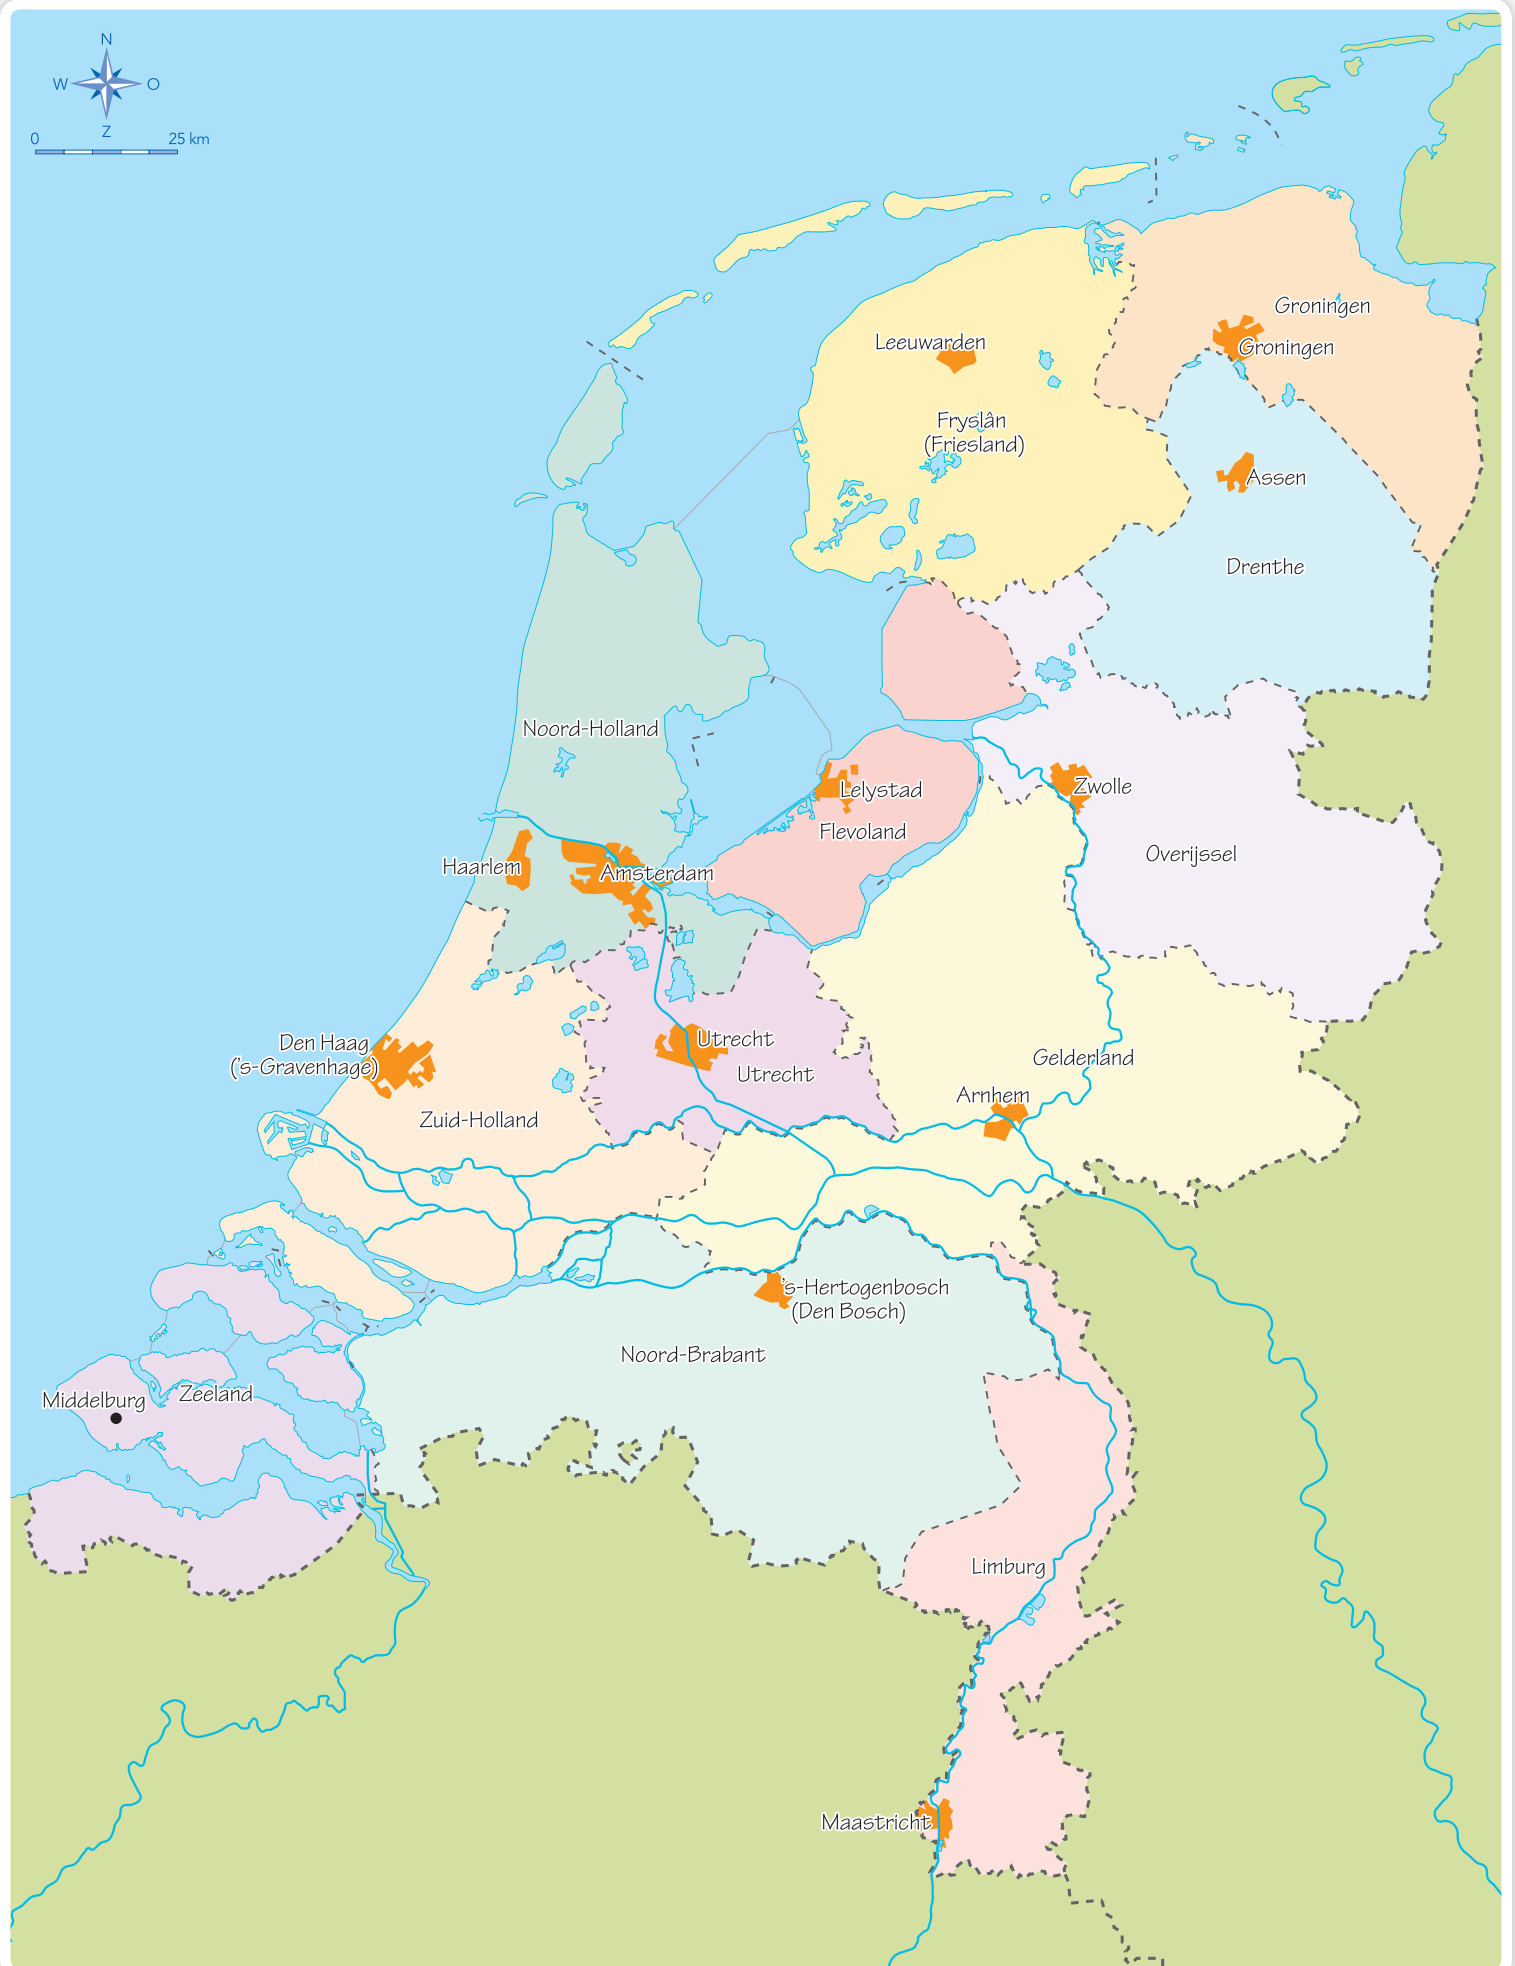 N
W
O
Z
0
25 km
Groningen
Leeuwarden
Groningen
Fryslân
(Friesland)
Assen
Drenthe
Noord-Holland
Lelystad
Zwolle
Flevoland
Overijssel
Haarlem
Amsterdam
Den Haag
('s-Gravenhage)
Utrecht
Gelderland
Utrecht
Arnhem
Zuid-Holland
's-Hertogenbosch
(Den Bosch)
Noord-Brabant
Middelburg
Zeeland
Limburg
Maastricht